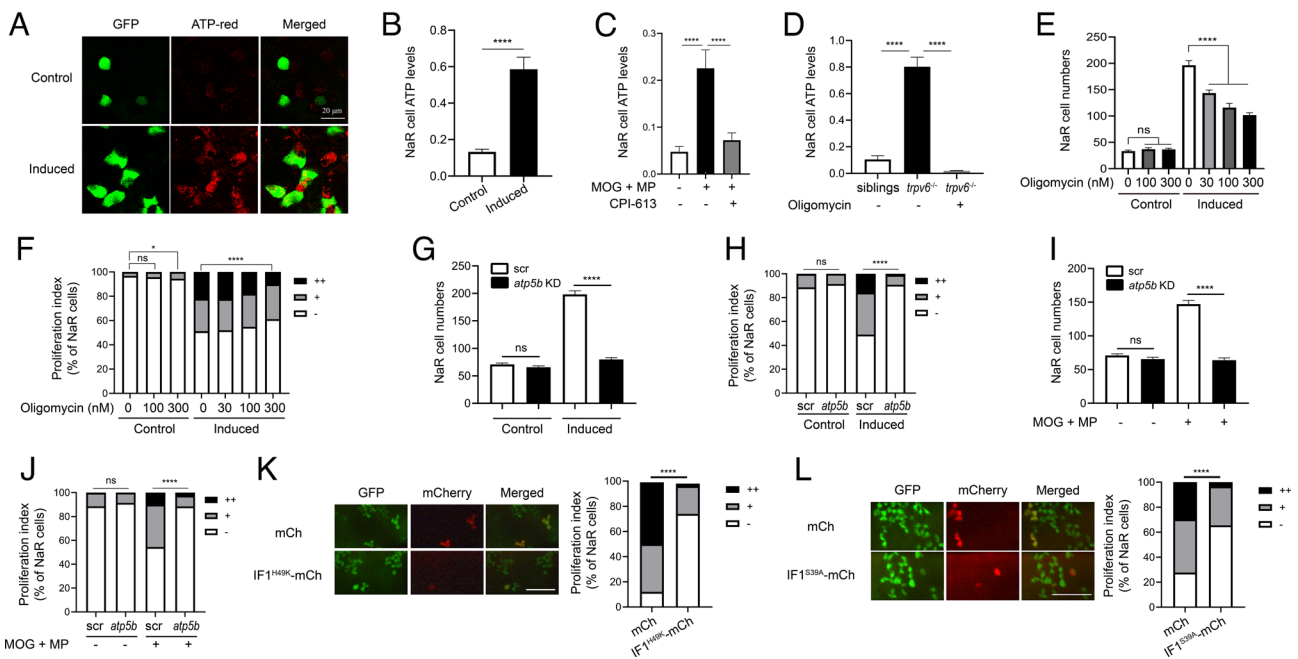 A
GFP ATP-red Merged
Control
20 μm
Induced
B
NaR cell ATP levels
0.8
0.6
0.4
0.2
0.0
****
Control Induced
C
NaR cell ATP levels
0.3
0.2
0.1
0.0
**** ****
MOG + MP - + +
CPI-613 - - +
D
NaR cell ATP levels
1.0
0.8
0.6
0.4
0.2
0.0
**** ****
siblings trpv6-/- trpv6-/-
Oligomycin - - +
E
NaR cell numbers
250
200
150
100
50
0
ns
****
Oligomycin (nM) 0 100 300 0 30 100 300
Control Induced
F
Proliferation index
(% of NaR cells)
100
80
60
40
20
0
*
ns
****
++
+
-
Oligomycin (nM) 0 100 300 0 30 100 300
Control Induced
G
NaR cell numbers
250
200
150
100
50
0
scr
atp5b KD
ns
****
Control Induced
H
Proliferation index
(% of NaR cells)
100
80
60
40
20
0
ns ****
++
+
-
scr atp5b scr atp5b
Control Induced
I
NaR cell numbers
200
150
100
50
0
scr
atp5b KD
ns
****
MOG + MP - - + +
J
Proliferation index
(% of NaR cells)
100
80
60
40
20
0
ns ****
++
+
-
scr atp5b scr atp5b
MOG + MP - - + +
K
GFP mCherry Merged
mCh
IF1H49K-mCh
Proliferation index
(% of NaR cells)
100
80
60
40
20
0
****
++
+
-
mCh
IF1H49K-mCh
L
GFP mCherry Merged
mCh
IF1S39A-mCh
Proliferation index
(% of NaR cells)
100
80
60
40
20
0
****
++
+
-
mCh
IF1S39A-mCh